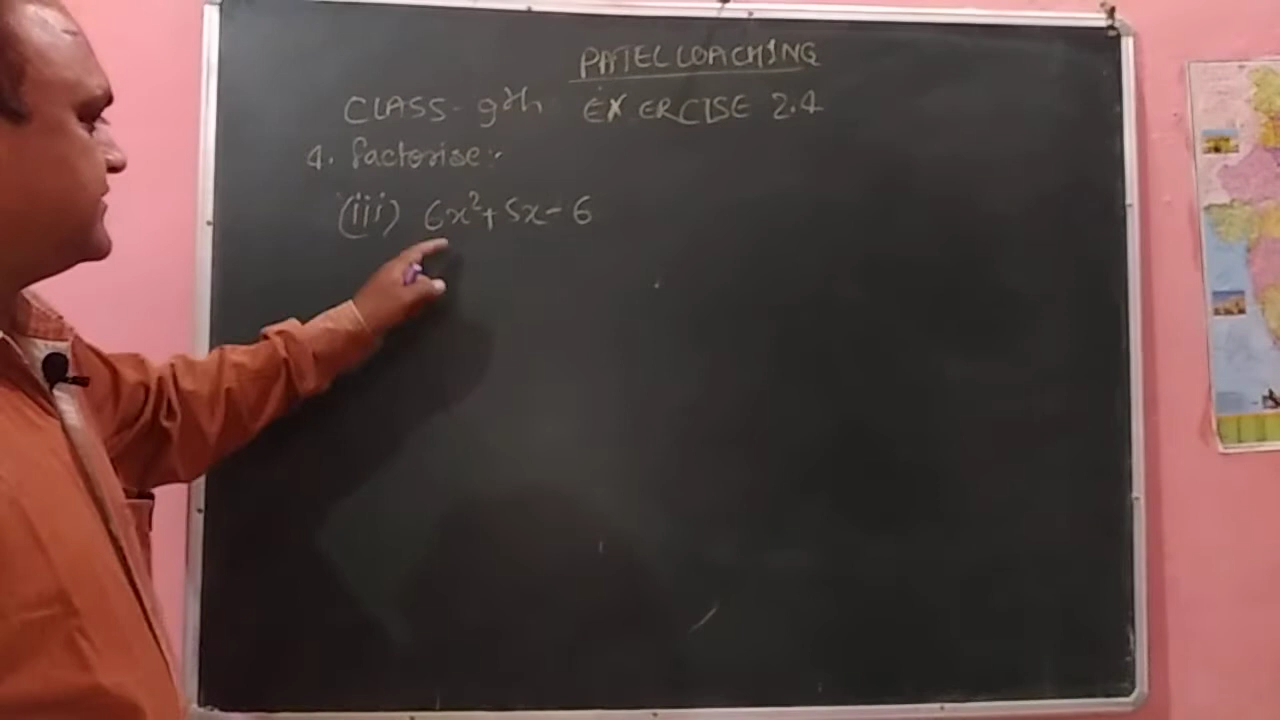 PATEL COACHING
CLASS - 9th EXERCISE 2.4
4. factorise:-
(iii) 6x²+5x-6